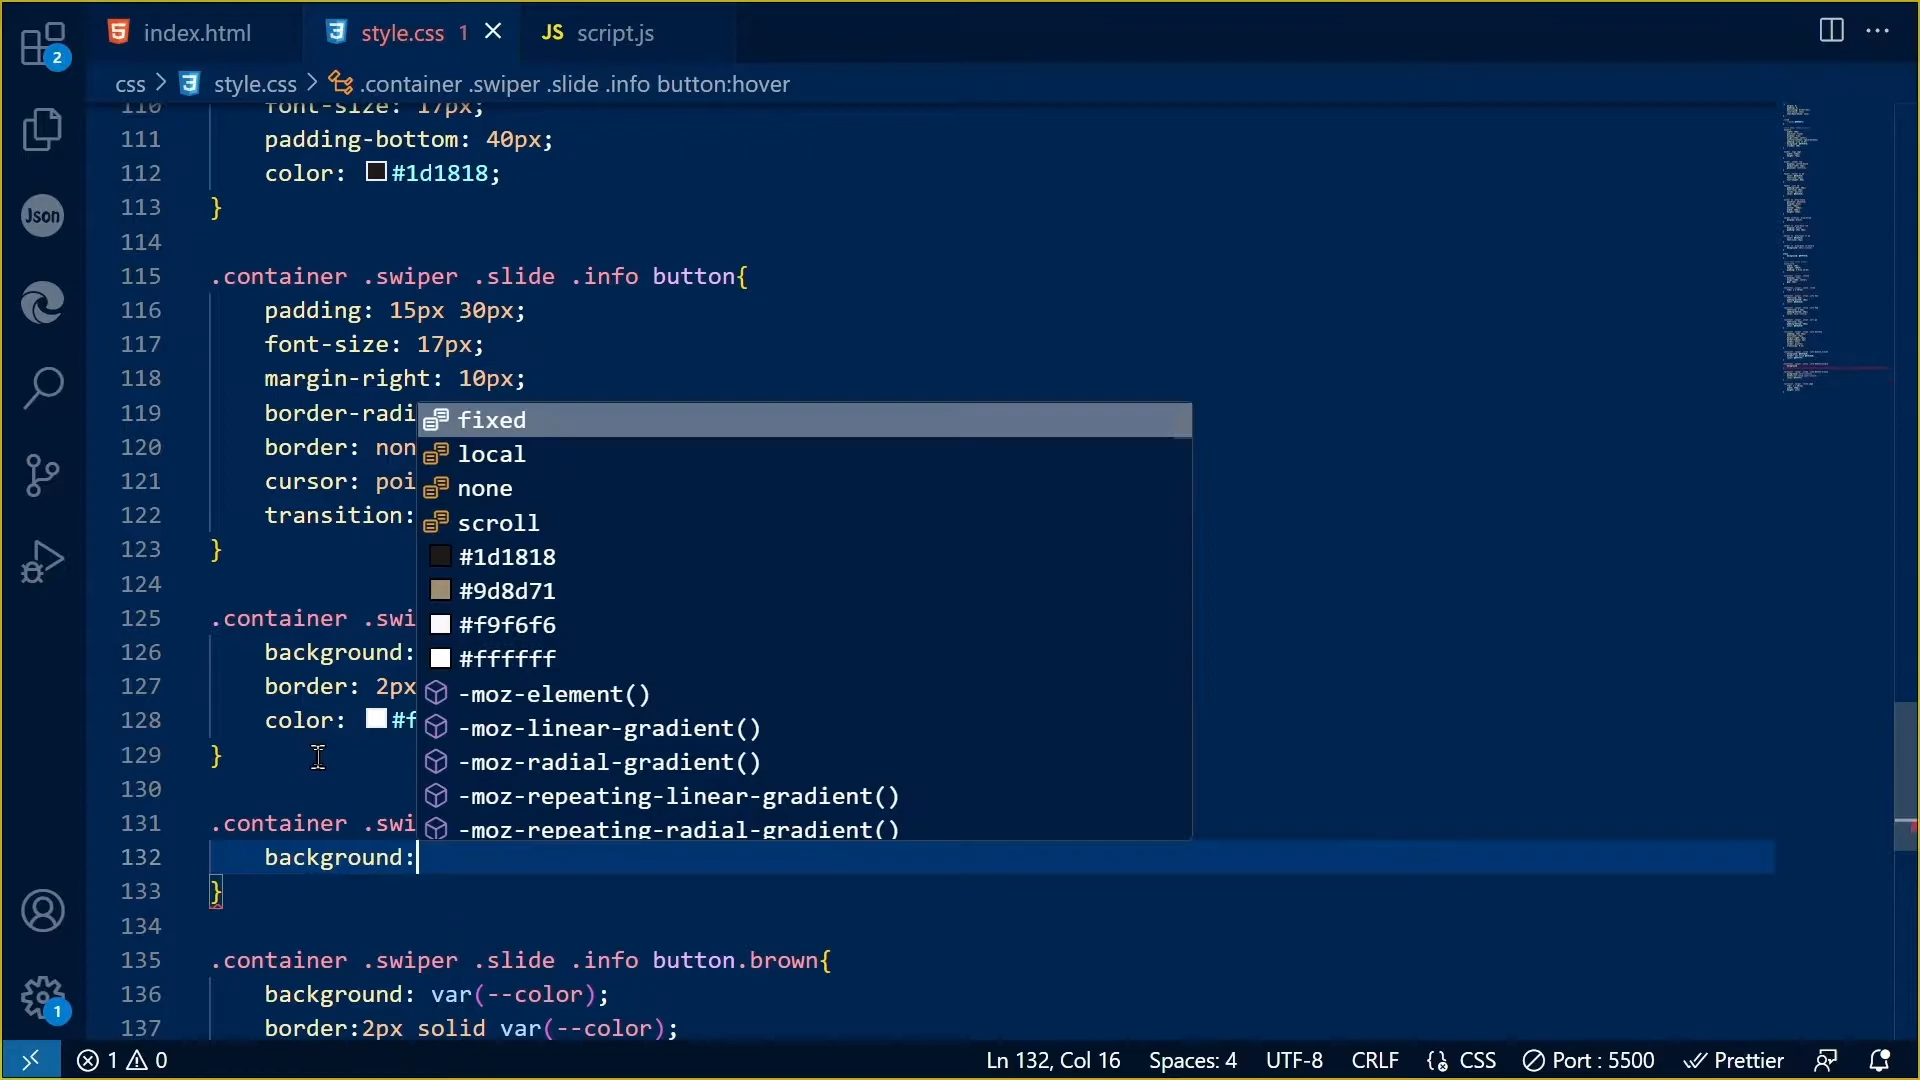 index.html
style.css 1
JS script.js
2
css > style.css > .container .swiper .slide .info button:hover
110 font-size: 17px;
111 padding-bottom: 40px;
112 color: #1d1818;
113 }
114
115 .container .swiper .slide .info button{
116 padding: 15px 30px;
117 font-size: 17px;
118 margin-right: 10px;
119 border-radi
120 border: non
121 cursor: poi
122 transition:
123 }
124
125 .container .swi
126 background:
127 border: 2px
128 color: #f
129 }
130
131 .container .swi
132 background:
133 }
134
135 .container .swiper .slide .info button.brown{
136 background: var(--color);
137 border:2px solid var(--color);
fixed
local
none
scroll
#1d1818
#9d8d71
#f9f6f6
#ffffff
-moz-element()
-moz-linear-gradient()
-moz-radial-gradient()
-moz-repeating-linear-gradient()
-moz-repeating-radial-gradient()
Json
1
1 0
Ln 132, Col 16 Spaces: 4 UTF-8 CRLF CSS Port : 5500 Prettier